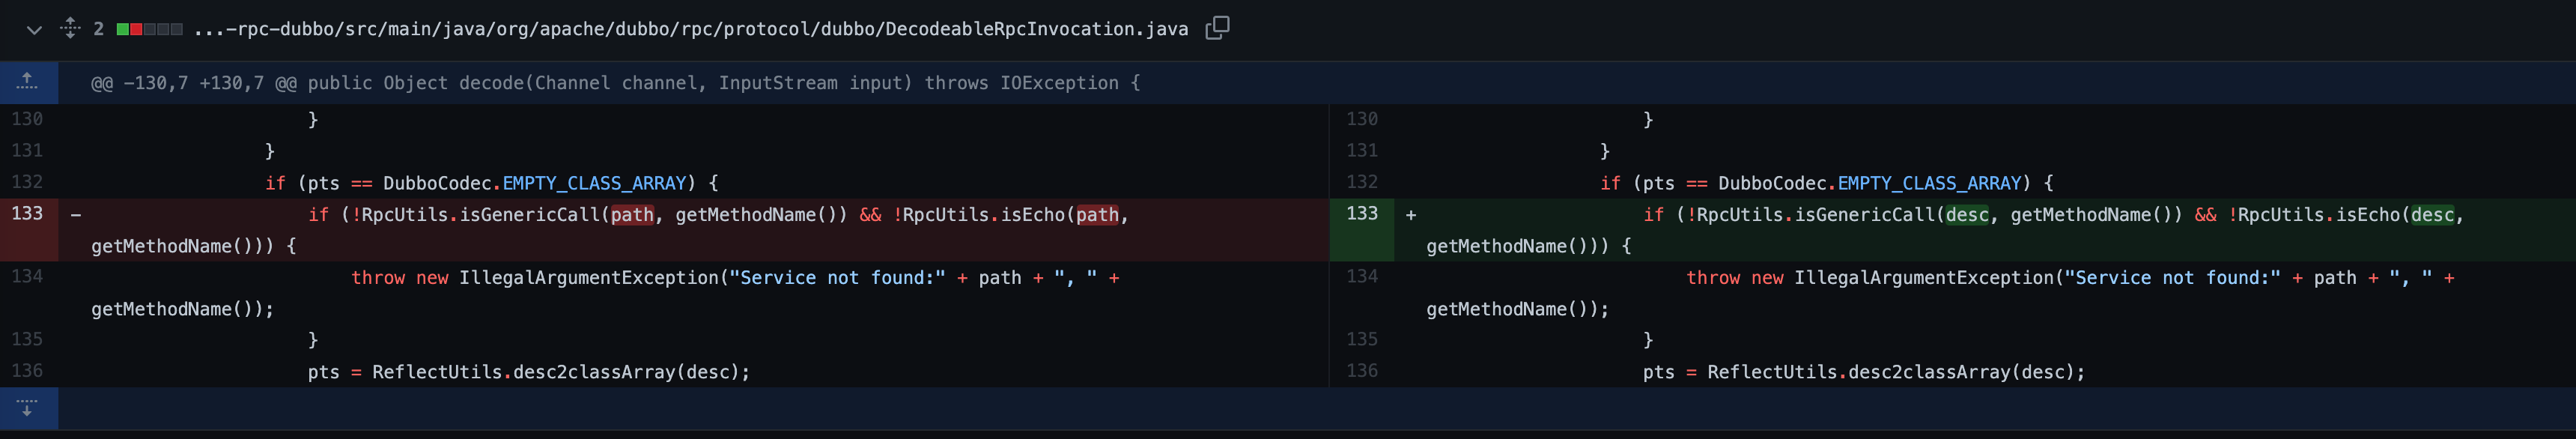 2 ...-rpc-dubbo/src/main/java/org/apache/dubbo/rpc/protocol/dubbo/DecodeableRpcInvocation.java
@@ -130,7 +130,7 @@ public Object decode(Channel channel, InputStream input) throws IOException {
130 }
131 }
132 if (pts == DubboCodec.EMPTY_CLASS_ARRAY) {
133 - if (!RpcUtils.isGenericCall(path, getMethodName()) && !RpcUtils.isEcho(path,
getMethodName())) {
134 throw new IllegalArgumentException("Service not found:" + path + ", " +
getMethodName());
135 }
136 pts = ReflectUtils.desc2classArray(desc);
130 }
131 }
132 if (pts == DubboCodec.EMPTY_CLASS_ARRAY) {
133 + if (!RpcUtils.isGenericCall(desc, getMethodName()) && !RpcUtils.isEcho(desc,
getMethodName())) {
134 throw new IllegalArgumentException("Service not found:" + path + ", " +
getMethodName());
135 }
136 pts = ReflectUtils.desc2classArray(desc);